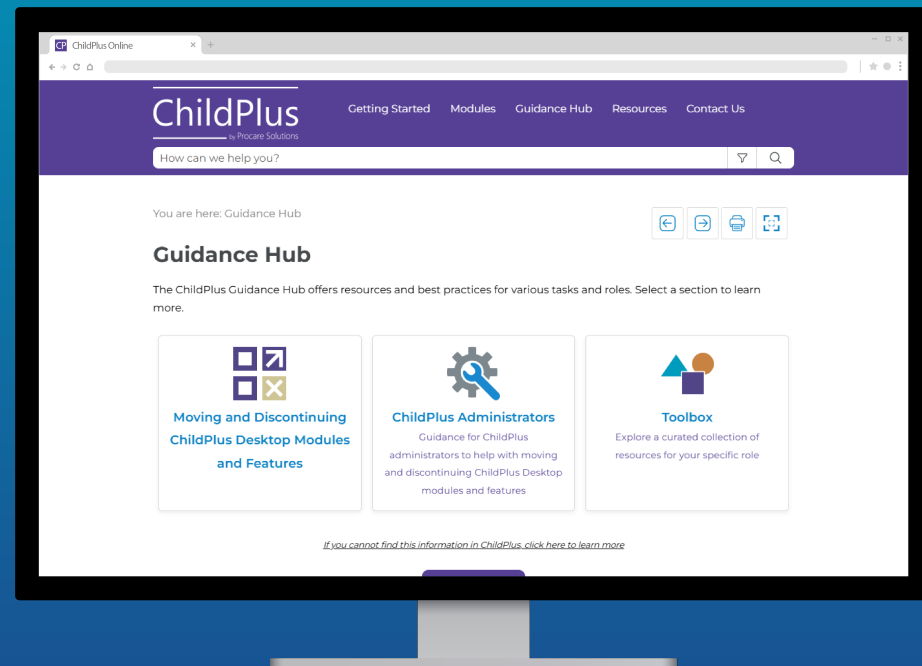 CP ChildPlus Online
ChildPlus
by Procare Solutions
Getting Started Modules Guidance Hub Resources Contact Us
How can we help you?
You are here: Guidance Hub
Guidance Hub
The ChildPlus Guidance Hub offers resources and best practices for various tasks and roles. Select a section to learn
more.
Moving and Discontinuing
ChildPlus Desktop Modules
and Features
ChildPlus Administrators
Guidance for ChildPlus
administrators to help with moving
and discontinuing ChildPlus Desktop
modules and features
Toolbox
Explore a curated collection of
resources for your specific role
If you cannot find this information in ChildPlus, click here to learn more